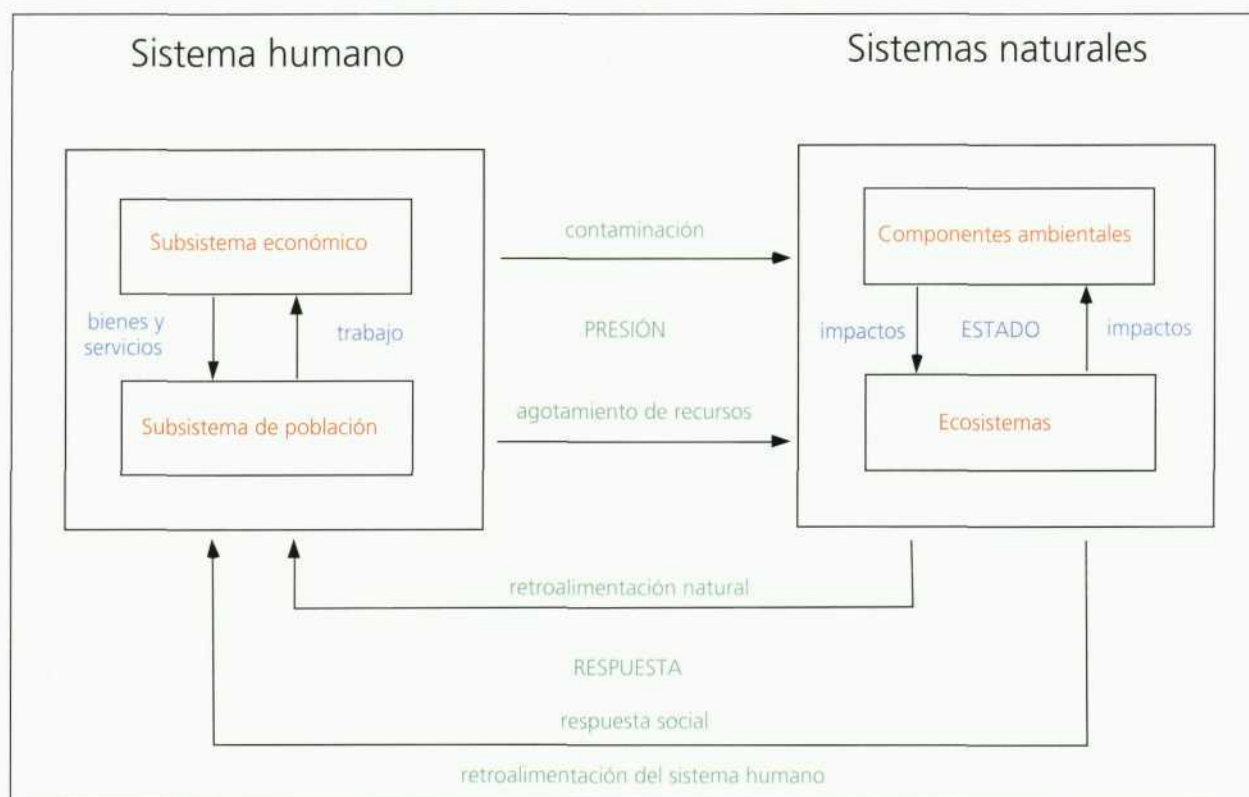 Sistema humano
Sistemas naturales
Subsistema económico
bienes y
servicios
trabajo
Subsistema de población
contaminación
PRESIÓN
agotamiento de recursos
Componentes ambientales
impactos
ESTADO
impactos
Ecosistemas
retroalimentación natural
RESPUESTA
respuesta social
retroalimentación del sistema humano